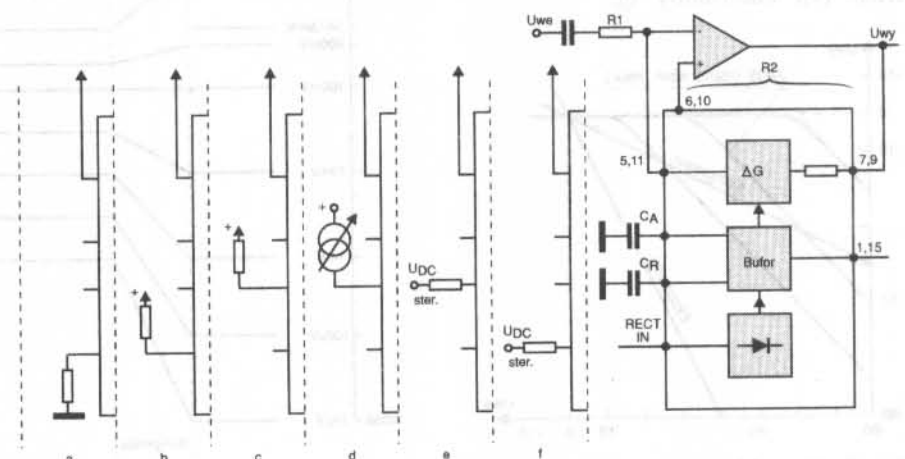 Uwe
R1
-
+
Uwy
R2
6,10
5,11
7,9
ΔG
CA
Bufor
1,15
CR
RECT
IN
+
+
+
UDC
ster.
UDC
ster.
a
b
c
d
e
f